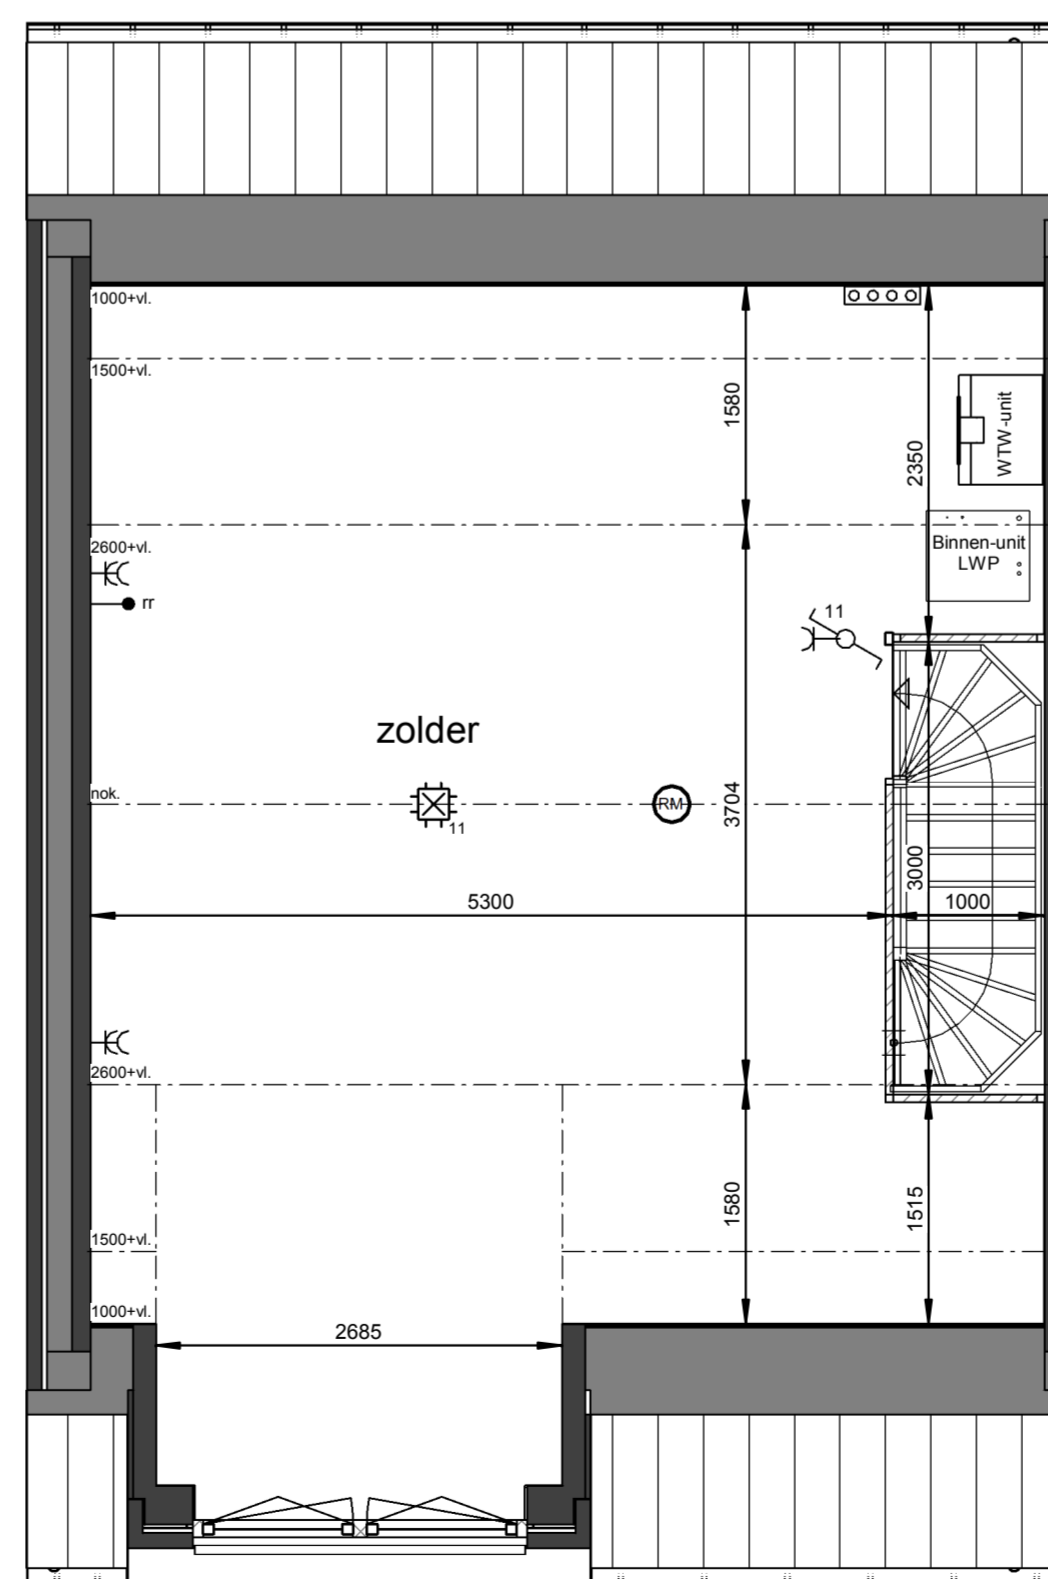 1000+vl.
1500+vl.
1580
2350
WTW-unit
2600+vl.
Binnen-unit
LWP
rr
11
zolder
nok.
11
RM
3704
3000
5300
1000
2600+vl.
1580
1515
1500+vl.
1000+vl.
2685